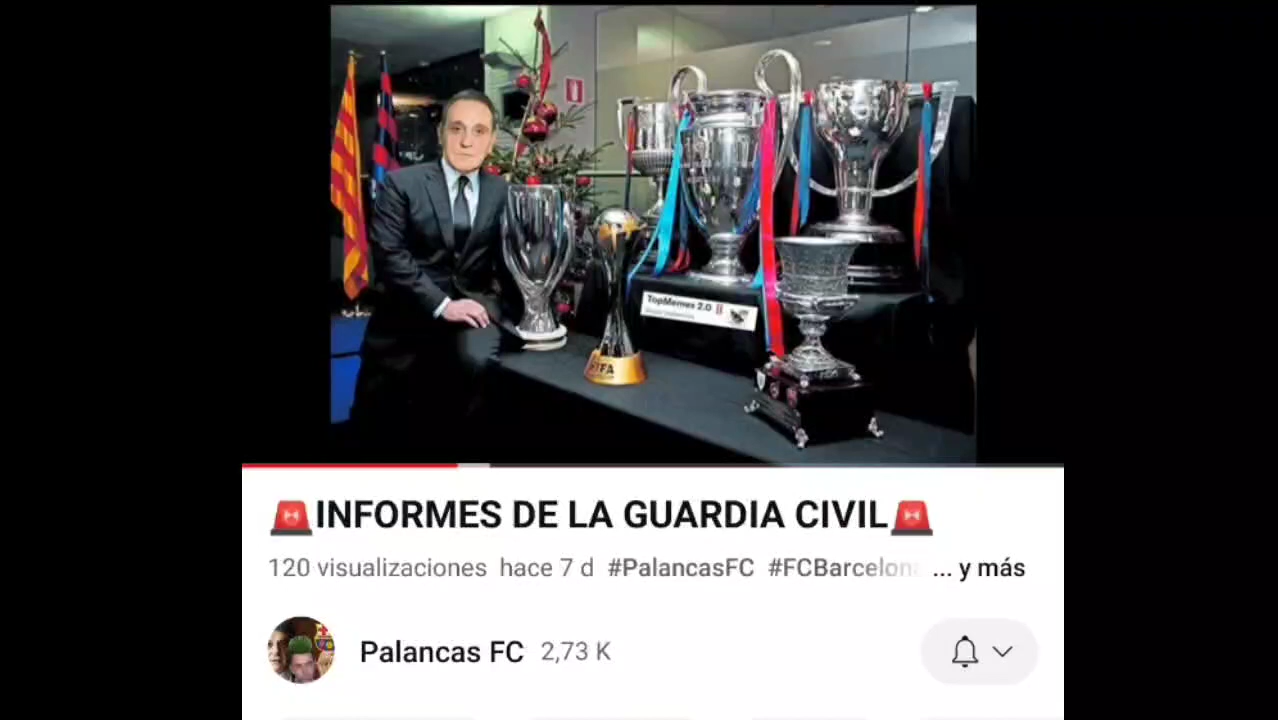 TopMemes 2.0
FIFA
🚨INFORMES DE LA GUARDIA CIVIL🚨
120 visualizaciones hace 7 d #PalancasFC #FCBarcelona ... y más
Palancas FC 2,73 K